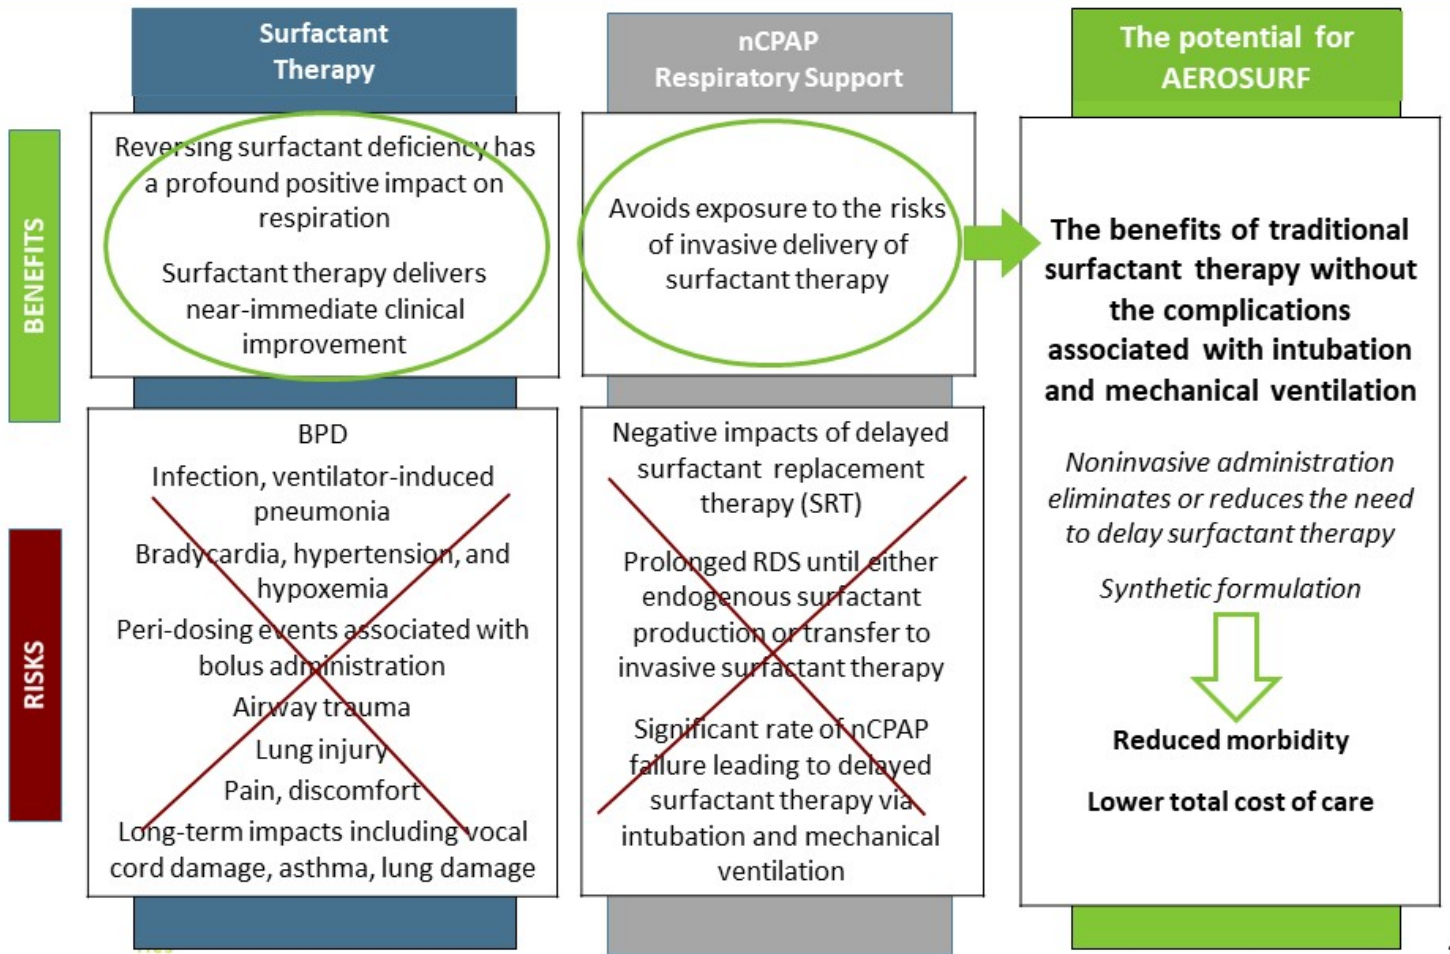 Surfactant
Therapy
nCPAP
Respiratory Support
The potential for
AEROSURF
BENEFITS
Reversing surfactant deficiency has
a profound positive impact on
respiration
Surfactant therapy delivers
near-immediate clinical
improvement
Avoids exposure to the risks
of invasive delivery of
surfactant therapy
The benefits of traditional
surfactant therapy without
the complications
associated with intubation
and mechanical ventilation
Noninvasive administration
eliminates or reduces the need
to delay surfactant therapy
Synthetic formulation
Reduced morbidity
Lower total cost of care
RISKS
BPD
Infection, ventilator-induced
pneumonia
Bradycardia, hypertension, and
hypoxemia
Peri-dosing events associated with
bolus administration
Airway trauma
Lung injury
Pain, discomfort
Long-term impacts including vocal
cord damage, asthma, lung damage
Negative impacts of delayed
surfactant replacement
therapy (SRT)
Prolonged RDS until either
endogenous surfactant
production or transfer to
invasive surfactant therapy
Significant rate of nCPAP
failure leading to delayed
surfactant therapy via
intubation and mechanical
ventilation